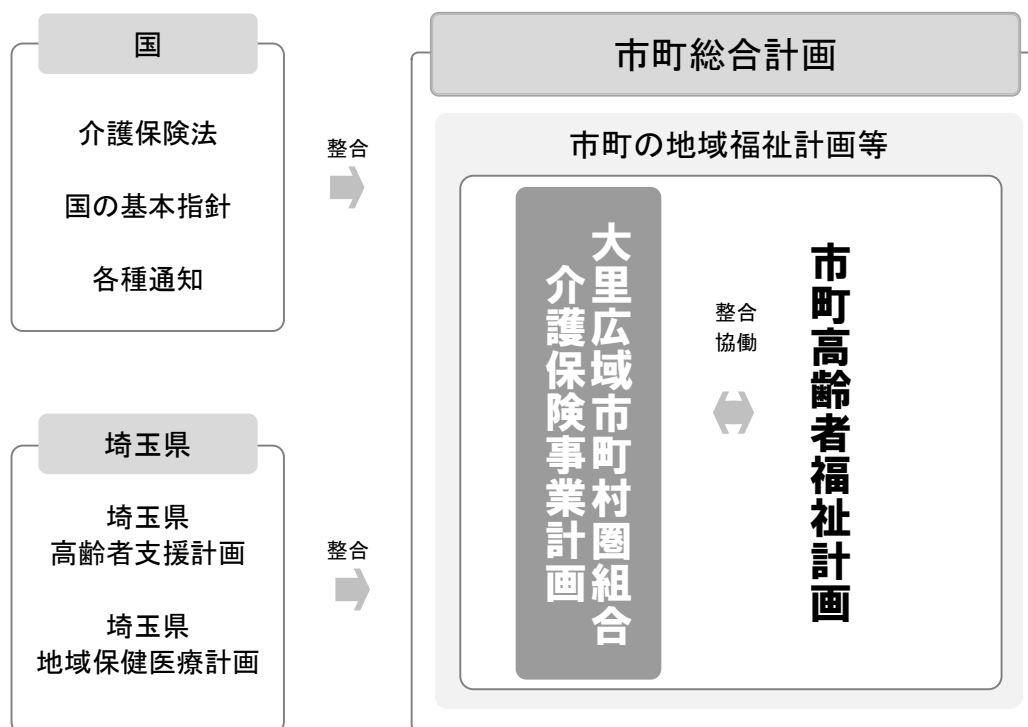 国
介護保険法
国の基本指針
各種通知
整合
埼玉県
埼玉県
高齢者支援計画
埼玉県
地域保健医療計画
整合
市町総合計画
市町の地域福祉計画等
大里広域市町村圏組合
介護保険事業計画
整合
協働
市町高齢者福祉計画